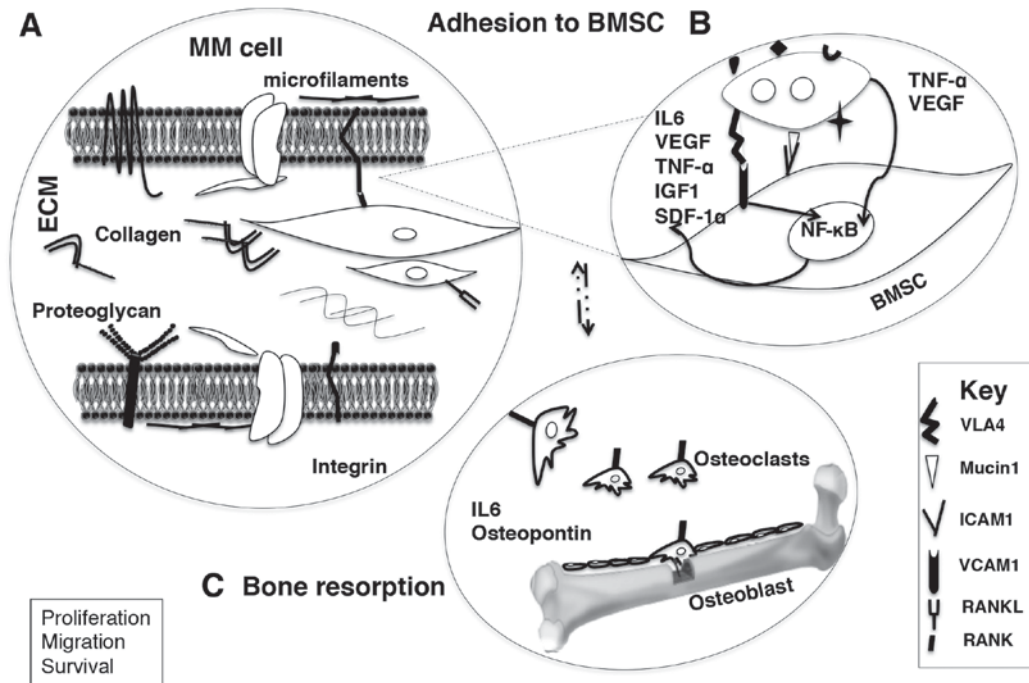 A
Adhesion to BMSC
B
MM cell
microfilaments
ECM
Collagen
Proteoglycan
Integrin
IL6
VEGF
TNF-α
IGF1
SDF-1α
TNF-α
VEGF
NF-κB
BMSC
Osteoclasts
IL6
Osteopontin
Osteoblast
C Bone resorption
Proliferation
Migration
Survival
Key
VLA4
Mucin1
ICAM1
VCAM1
RANKL
RANK